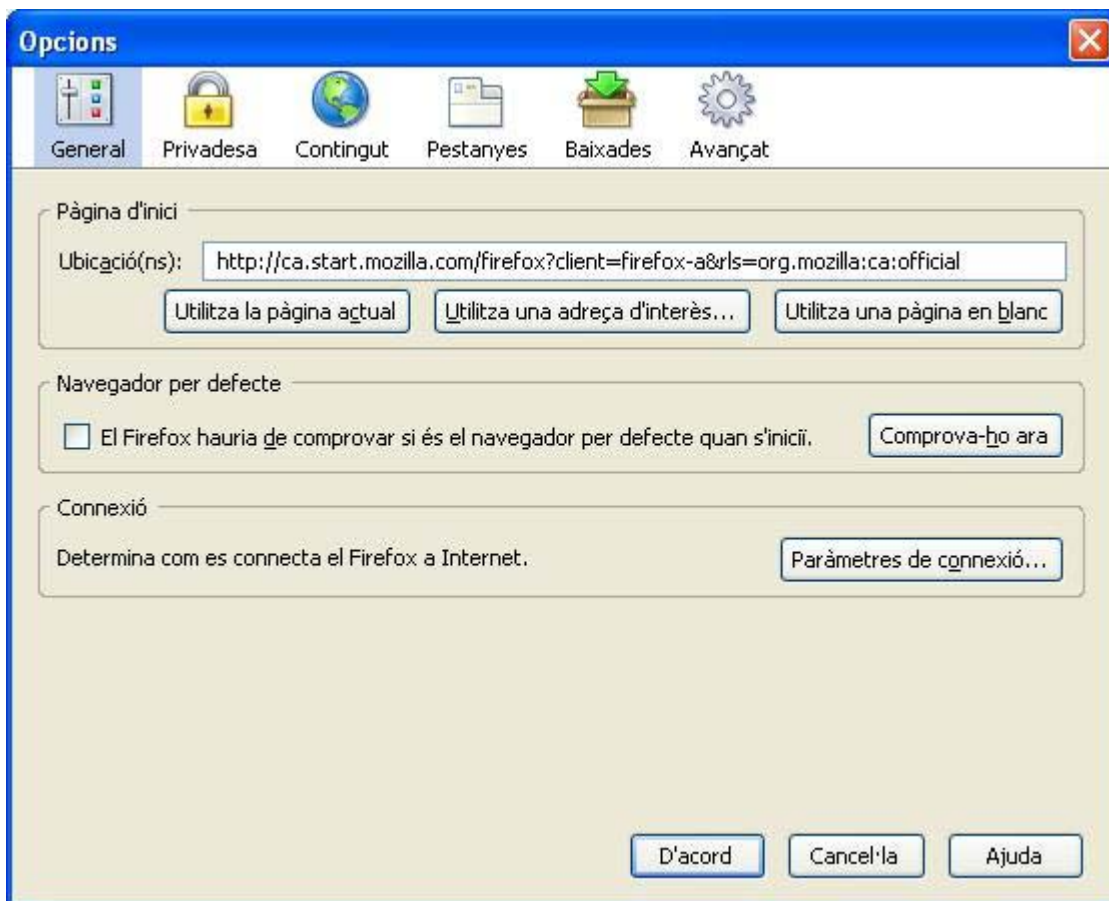 Opcions
General Privadesa Contingut Pestanyes Baixades Avançat
Pàgina d'inici
Ubicació(ns): http://ca.start.mozilla.com/firefox?client=firefox-a&rls=org.mozilla:ca:official
Utilitza la pàgina actual Utilitza una adreça d'interès... Utilitza una pàgina en blanc
Navegador per defecte
El Firefox hauria de comprovar si és el navegador per defecte quan s'iniciï. Comprova-ho ara
Connexió
Determina com es connecta el Firefox a Internet. Paràmetres de connexió...
D'acord Cancel·la Ajuda